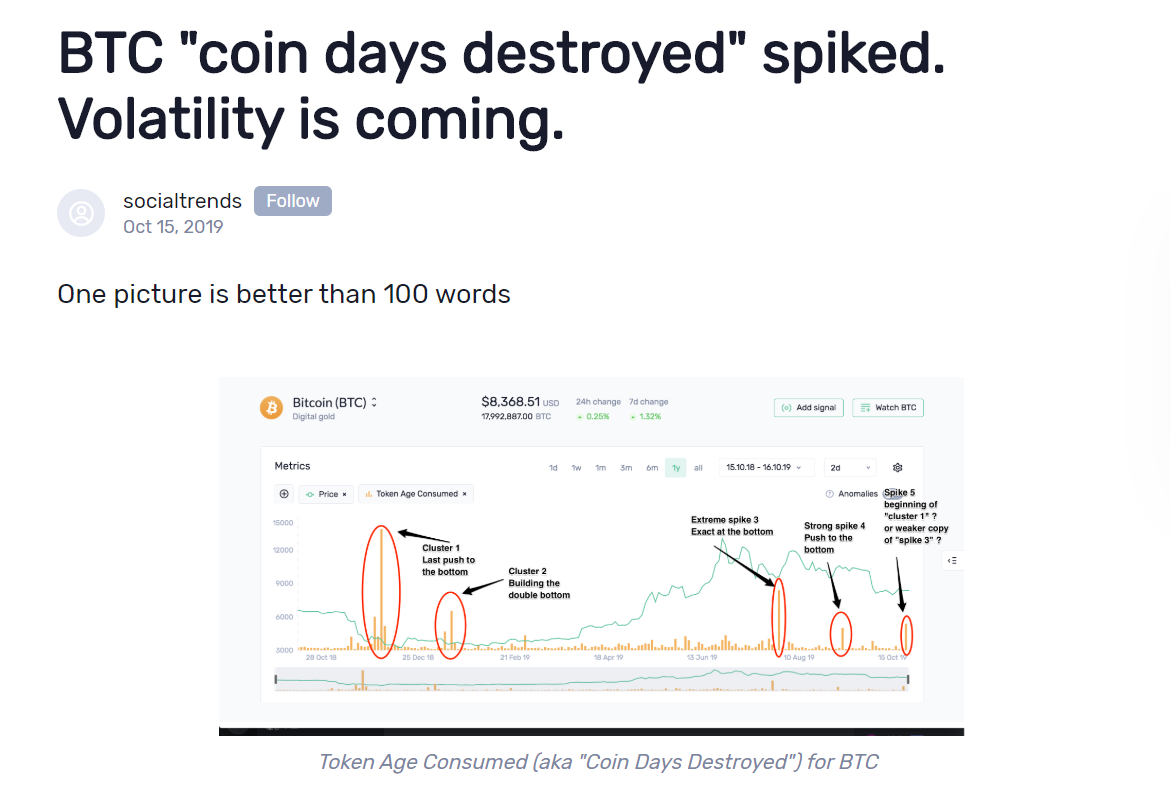 BTC "coin days destroyed" spiked.
Volatility is coming.
socialtrends Follow
Oct 15, 2019
One picture is better than 100 words
Bitcoin (BTC)
Digital gold
$8,368.51 USD
17,992,887.00 BTC
24h change 7d change
0.25% 1.32%
Add signal Watch BTC
Metrics
1d 1w 1m 3m 6m 1y all 15.10.18 - 16.10.19 2d
Price × Token Age Consumed ×
Anomalies
Spike 5
beginning of
"cluster 1" ?
or weaker copy
of "spike 3" ?
Extreme spike 3
Exact at the bottom
Strong spike 4
Push to the
bottom
Cluster 1
Last push to
the bottom
Cluster 2
Building the
double bottom
15000
12000
9000
6000
3000
28 Oct 18 25 Dec 18 21 Feb 19 18 Apr 19 13 Jun 19 10 Aug 19 15 Oct 19
Token Age Consumed (aka "Coin Days Destroyed") for BTC